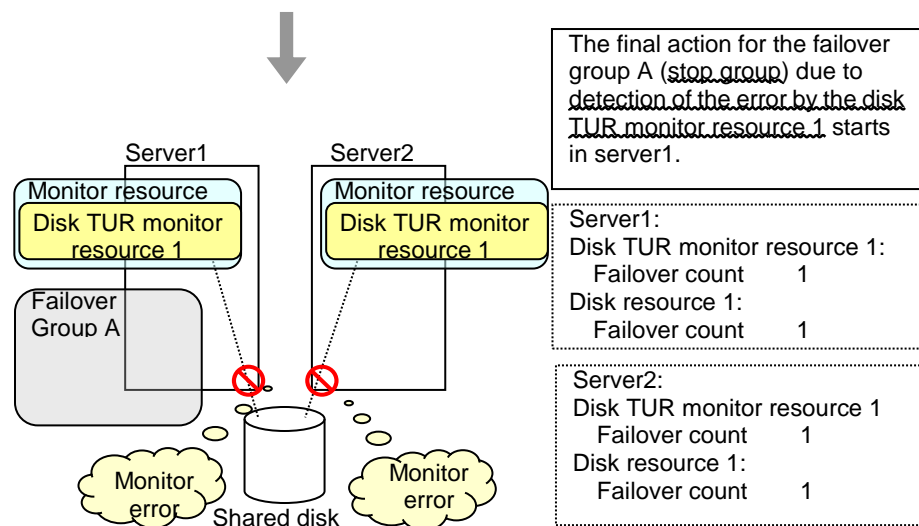 The final action for the failover
group A (stop group) due to
detection of the error by the disk
TUR monitor resource 1 starts
in server1.
Server1
Server2
Monitor resource
Disk TUR monitor
resource 1
Monitor resource
Disk TUR monitor
resource 1
Failover
Group A
Monitor
error
Monitor
error
Shared disk
Server1:
Disk TUR monitor resource 1:
Failover count 1
Disk resource 1:
Failover count 1
Server2:
Disk TUR monitor resource 1
Failover count 1
Disk resource 1:
Failover count 1